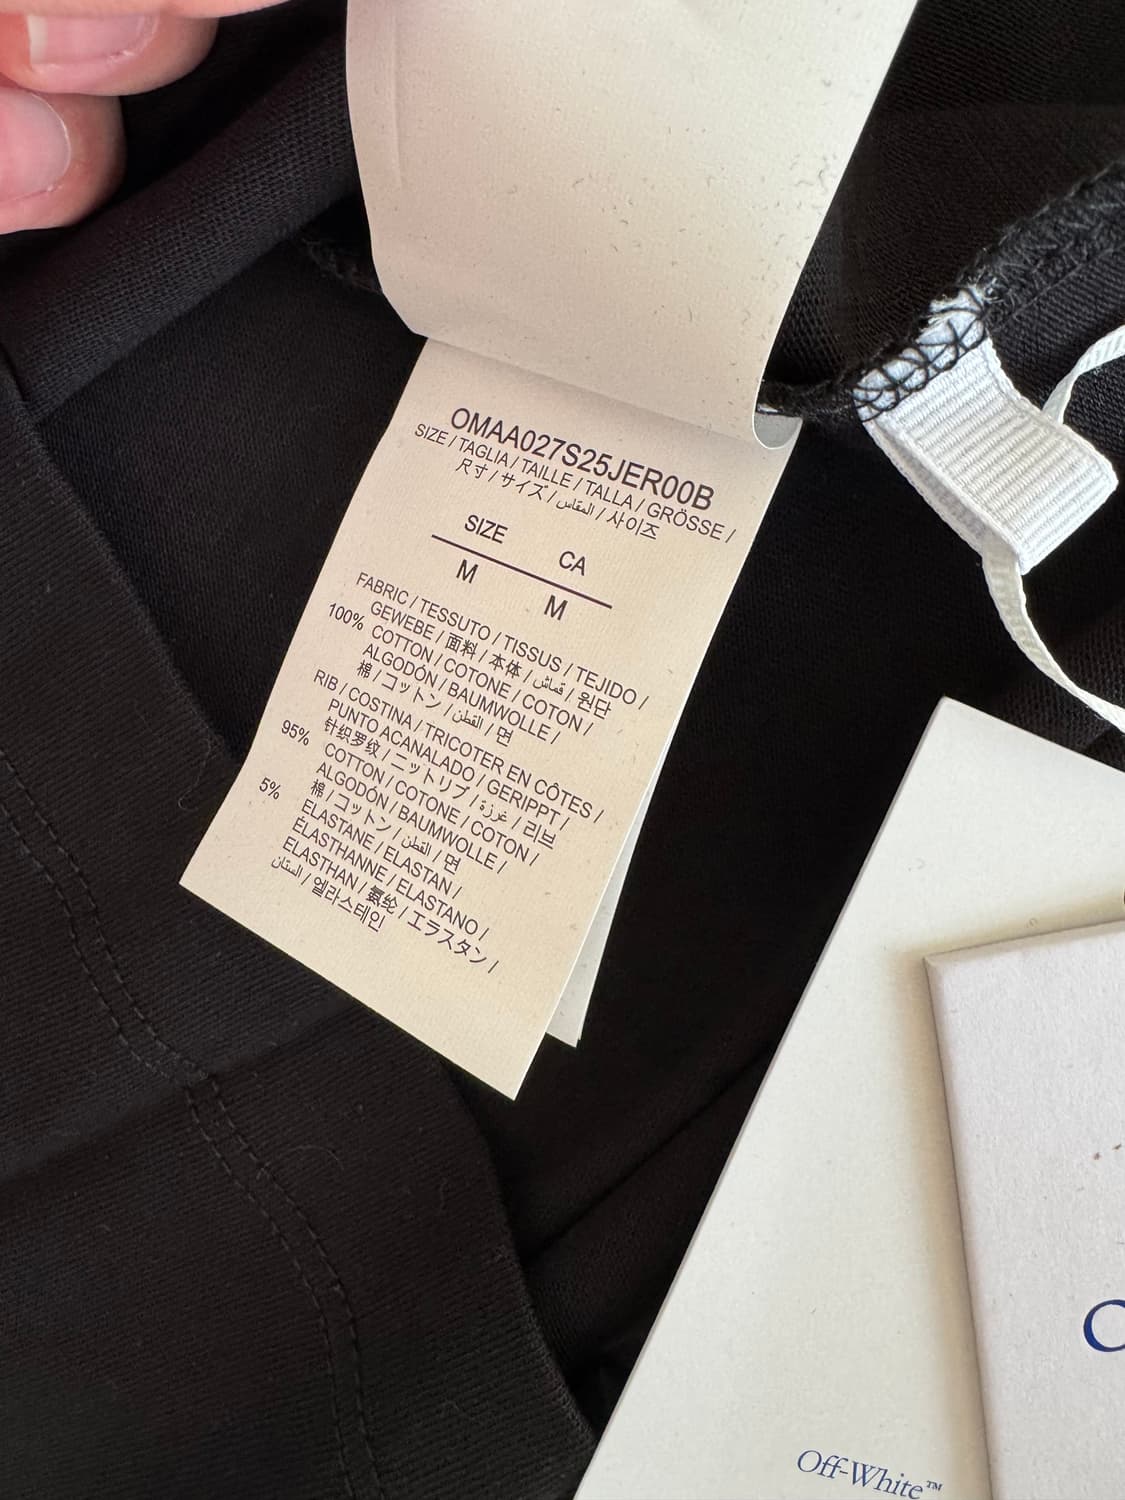 OMAA027S25JER00B
SIZE / TAGLIA / TAILLE / TALLA / GRÖSSE /
尺寸 / サイズ / المقاس / 사이즈
SIZE CA
M M
FABRIC / TESSUTO / TISSUS / TEJIDO /
GEWEBE / 面料 / 本体 / قماش / 원단
100% COTTON / COTONE / COTON /
ALGODÓN / BAUMWOLLE /
棉 / コットン / القطن / 면
RIB / COSTINA / TRICOTER EN CÔTES /
PUNTO ACANALADO / GERIPPT /
针织罗纹 / ニットリブ / غرزة / 리브
95% COTTON / COTONE / COTON /
ALGODÓN / BAUMWOLLE /
棉 / コットン / القطن / 면
5% ELASTANE / ELASTAN /
ÉLASTHANNE / ELASTANO /
ELASTHAN / 氨纶 / エラスタン /
الستان / 엘라스테인
Off-White™